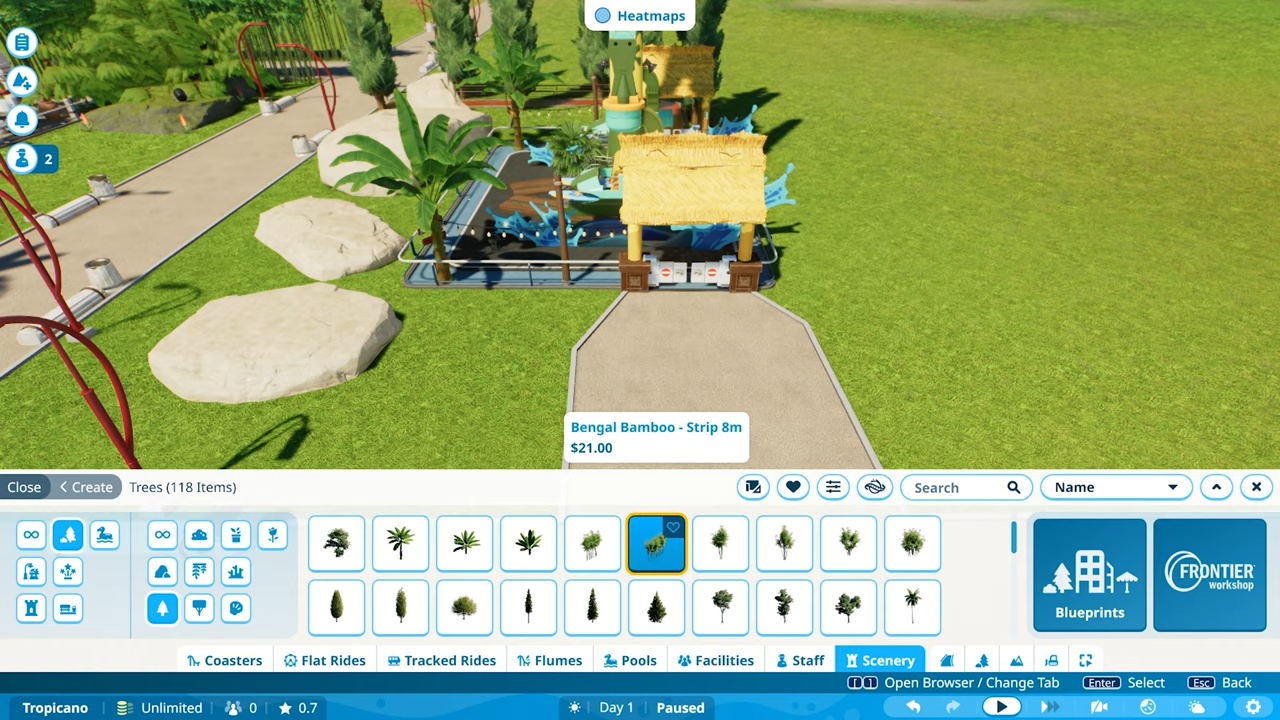 Heatmaps
2
Bengal Bamboo - Strip 8m
$21.00
Close
Create
Trees (118 Items)
Search
Name
Blueprints
FRONTIER
workshop
Coasters
Flat Rides
Tracked Rides
Flumes
Pools
Facilities
Staff
Scenery
[ ] Open Browser / Change Tab
Enter Select
Esc Back
Tropicano
Unlimited
0
0.7
Day 1
Paused